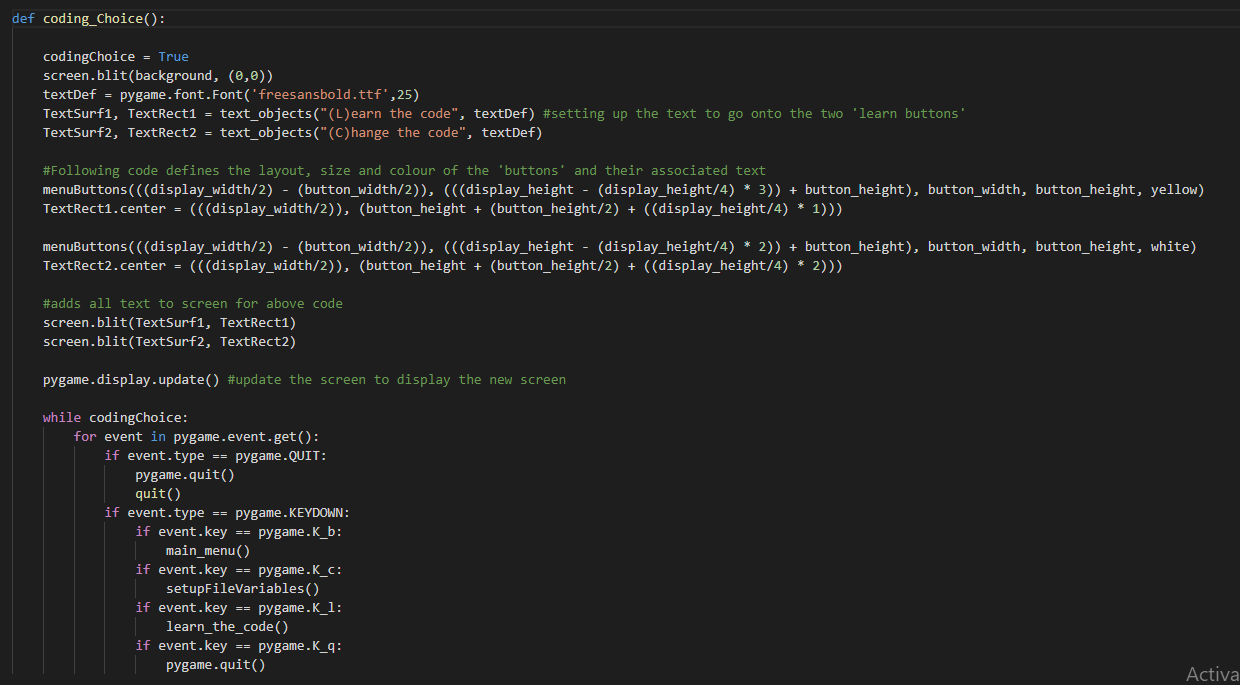 def coding_Choice():
    codingChoice = True
    screen.blit(background, (0,0))
    textDef = pygame.font.Font('freesansbold.ttf',25)
    TextSurf1, TextRect1 = text_objects("(L)earn the code", textDef) #setting up the text to go onto the two 'learn buttons'
    TextSurf2, TextRect2 = text_objects("(C)hange the code", textDef)
    #Following code defines the layout, size and colour of the 'buttons' and their associated text
    menuButtons(((display_width/2) - (button_width/2)), (((display_height - (display_height/4) * 3)) + button_height), button_width, button_height, yellow)
    TextRect1.center = (((display_width/2)), (button_height + (button_height/2) + ((display_height/4) * 1)))
    menuButtons(((display_width/2) - (button_width/2)), (((display_height - (display_height/4) * 2)) + button_height), button_width, button_height, white)
    TextRect2.center = (((display_width/2)), (button_height + (button_height/2) + ((display_height/4) * 2)))
    #adds all text to screen for above code
    screen.blit(TextSurf1, TextRect1)
    screen.blit(TextSurf2, TextRect2)
    pygame.display.update() #update the screen to display the new screen
    while codingChoice:
        for event in pygame.event.get():
            if event.type == pygame.QUIT:
                pygame.quit()
                quit()
            if event.type == pygame.KEYDOWN:
                if event.key == pygame.K_b:
                    main_menu()
                if event.key == pygame.K_c:
                    setupFileVariables()
                if event.key == pygame.K_l:
                    learn_the_code()
                if event.key == pygame.K_q:
                    pygame.quit()
Activa